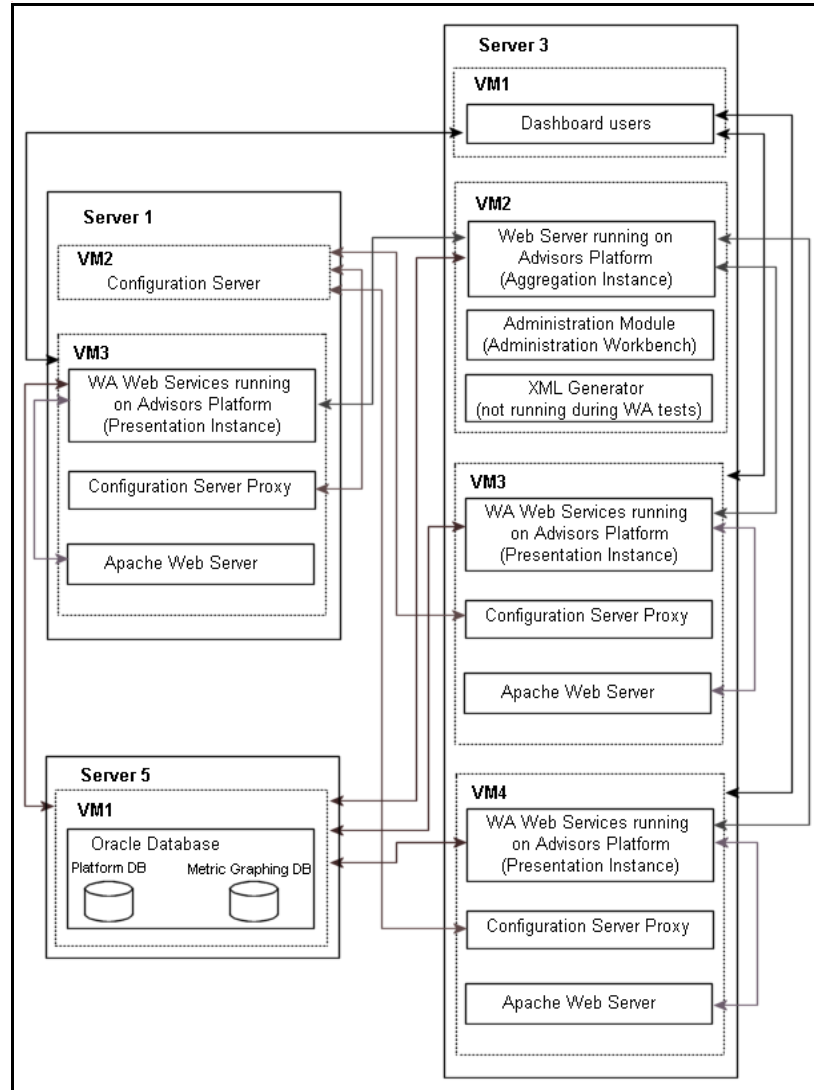 Server 1
VM2
Configuration Server
VM3
WA Web Services running
on Advisors Platform
(Presentation Instance)
Configuration Server Proxy
Apache Web Server
Server 5
VM1
Oracle Database
Platform DB
Metric Graphing DB
Server 3
VM1
Dashboard users
VM2
Web Server running on
Advisors Platform
(Aggregation Instance)
Administration Module
(Administration Workbench)
XML Generator
(not running during WA tests)
VM3
WA Web Services running
on Advisors Platform
(Presentation Instance)
Configuration Server Proxy
Apache Web Server
VM4
WA Web Services running
on Advisors Platform
(Presentation Instance)
Configuration Server Proxy
Apache Web Server